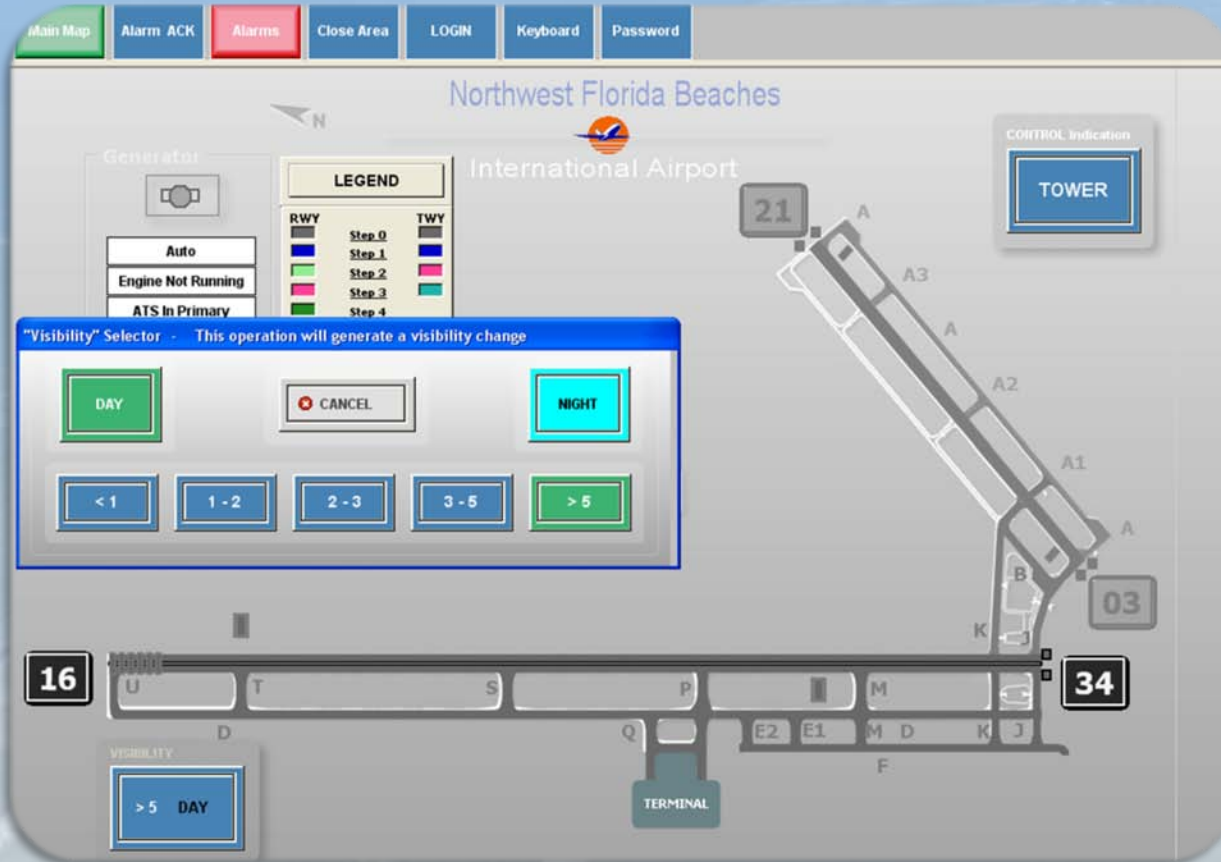 Main Map
Alarm ACK
Alarms
Close Area
LOGIN
Keyboard
Password
Northwest Florida Beaches
International Airport
N
CONTROL Indication
TOWER
Generator
Auto
Engine Not Running
ATS In Primary
LEGEND
RWY TWY
Step 0
Step 1
Step 2
Step 3
Step 4
"Visibility" Selector - This operation will generate a visibility change
DAY
CANCEL
NIGHT
< 1
1 - 2
2 - 3
3 - 5
> 5
21
A
A3
A
A2
A1
A
B
03
K J
16
34
U T S P M
D Q E2 E1 M D K J
F
TERMINAL
VISIBILITY
> 5 DAY